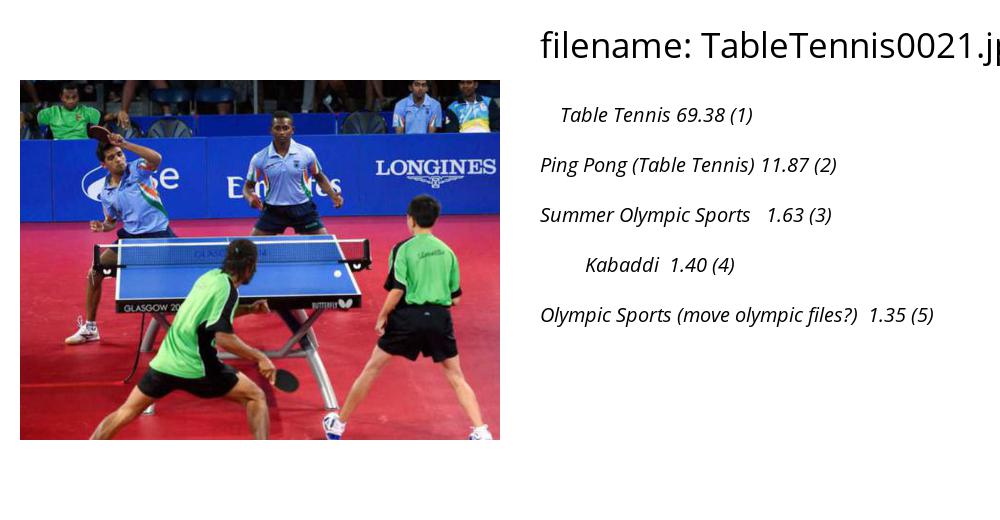 filename: TableTennis0021.jp
Table Tennis 69.38 (1)
Ping Pong (Table Tennis) 11.87 (2)
Summer Olympic Sports 1.63 (3)
Kabaddi 1.40 (4)
Olympic Sports (move olympic files?) 1.35 (5)
LONGINES
GLASGOW 20
BUTTERFLY